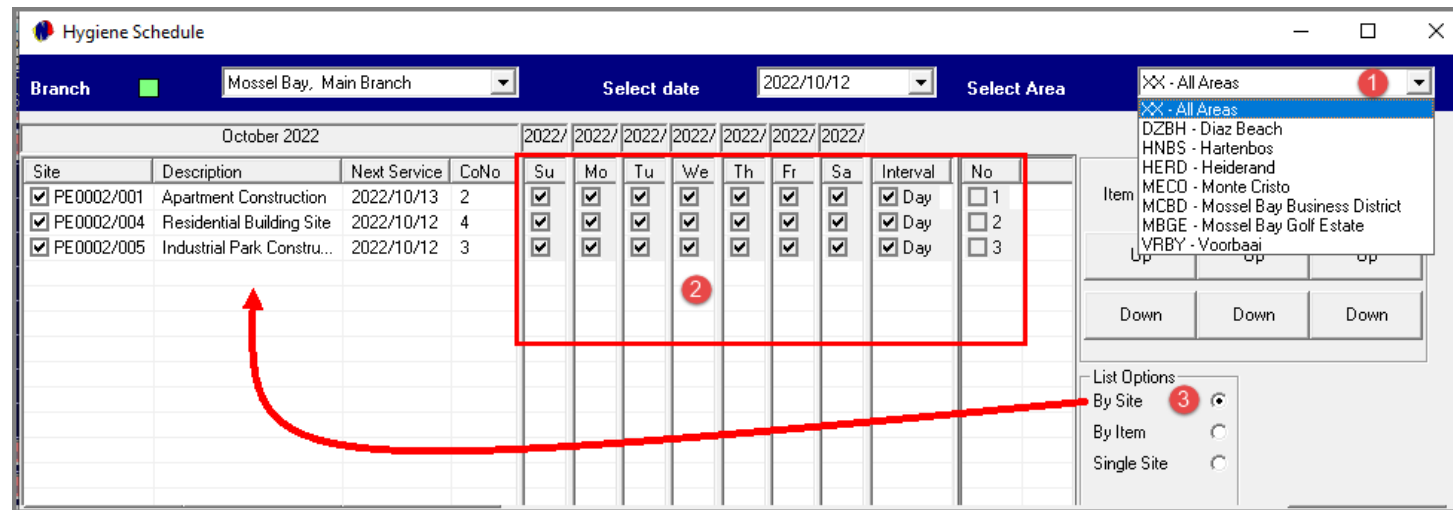 Hygiene Schedule
Branch Mossel Bay, Main Branch Select date 2022/10/12 Select Area XX - All Areas 1
XX - All Areas
DZBH - Diaz Beach
HNBS - Hartenbos
HERD - Heiderand
MECO - Monte Cristo
MCBD - Mossel Bay Business District
MBGE - Mossel Bay Golf Estate
VRBY - Voorbaai
October 2022 2022/ 2022/ 2022/ 2022/ 2022/ 2022/ 2022/
Site Description Next Service CoNo Su Mo Tu We Th Fr Sa Interval No
PE0002/001 Apartment Construction 2022/10/13 2 Day 1
PE0002/004 Residential Building Site 2022/10/12 4 Day 2
PE0002/005 Industrial Park Constru... 2022/10/12 3 Day 3
2
Item
Up Up Up
Down Down Down
List Options
By Site 3
By Item
Single Site